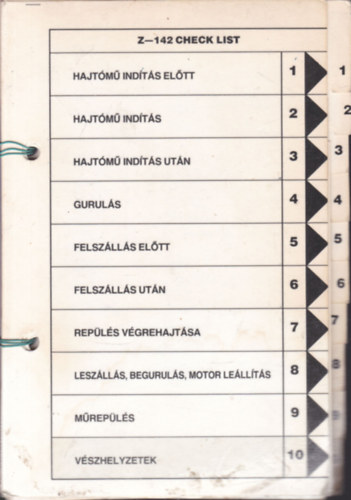 Z—142 CHECK LIST
HAJTÓMŰ INDÍTÁS ELŐTT 1 1
HAJTÓMŰ INDÍTÁS 2 2
HAJTÓMŰ INDÍTÁS UTÁN 3 3
GURULÁS 4 4
FELSZÁLLÁS ELŐTT 5 5
FELSZÁLLÁS UTÁN 6 6
REPÜLÉS VÉGREHAJTÁSA 7 7
LESZÁLLÁS, BEGURULÁS, MOTOR LEÁLLÍTÁS 8 8
MŰREPÜLÉS 9 9
VÉSZHELYZETEK 10